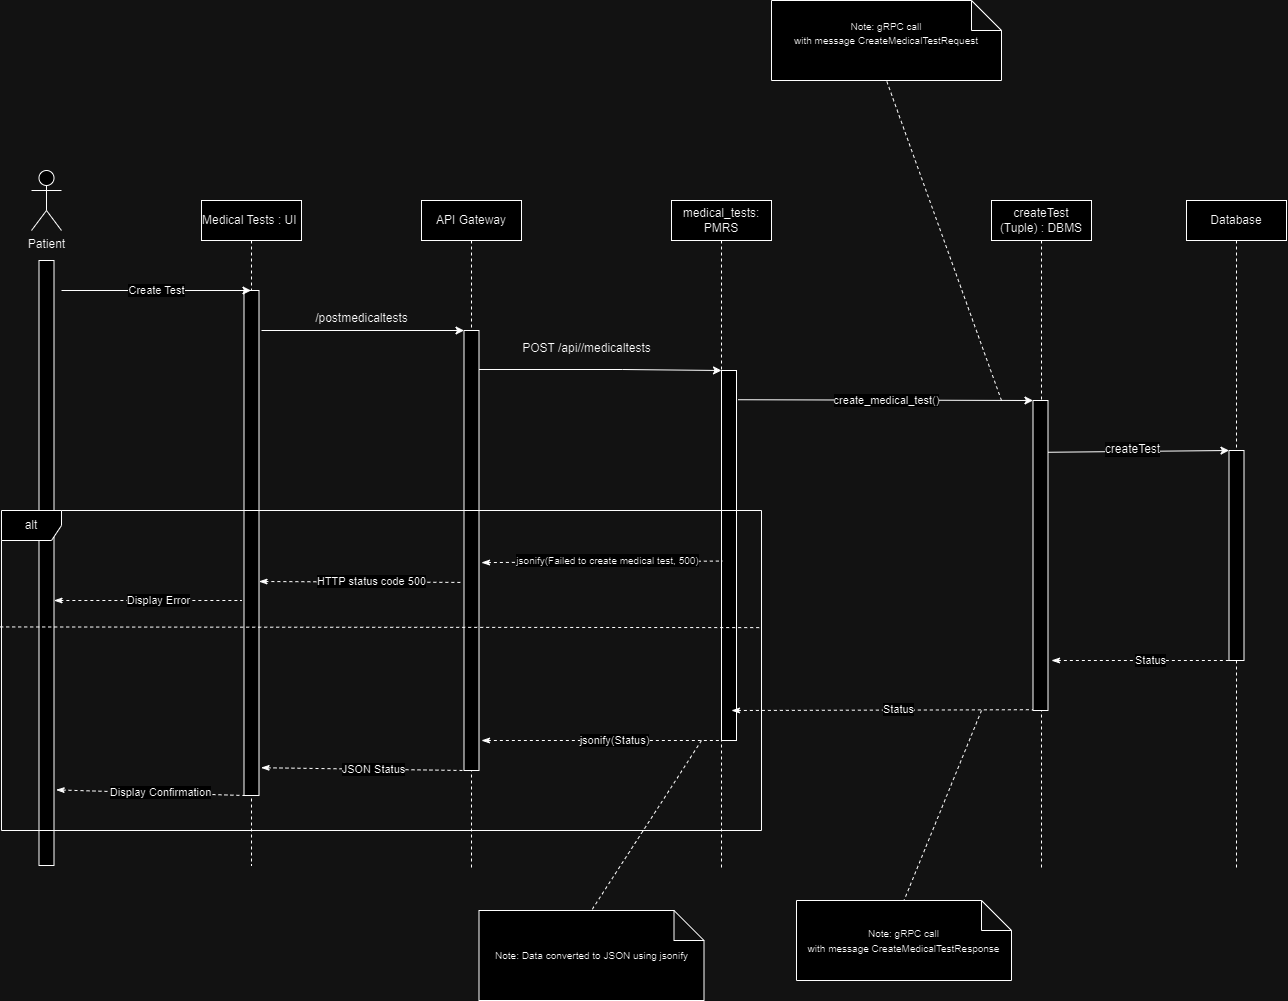 Note: gRPC call
with message CreateMedicalTestRequest
Patient
Medical Tests : UI
API Gateway
medical_tests:
PMRS
createTest
(Tuple) : DBMS
Database
Create Test
/postmedicaltests
POST /api//medicaltests
create_medical_test()
createTest
alt
jsonify(Failed to create medical test, 500)
HTTP status code 500
Display Error
Status
Status
jsonify(Status)
JSON Status
Display Confirmation
Note: gRPC call
with message CreateMedicalTestResponse
Note: Data converted to JSON using jsonify